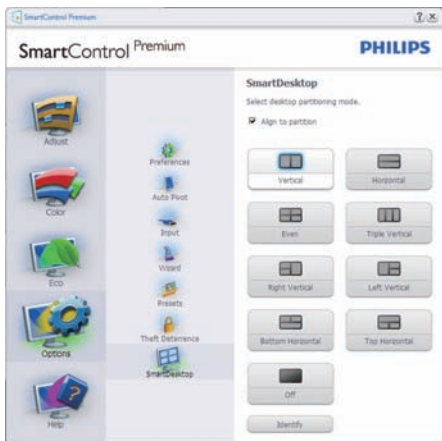 SmartControl Premium
SmartControl Premium
PHILIPS
Adjust
Color
Eco
Options
Help
Preferences
Auto Pivot
Input
Wizard
Presets
Theft Deterrence
SmartDesktop
SmartDesktop
Select desktop partitioning mode.
Align to partition
Vertical
Horizontal
Even
Triple Vertical
Right Vertical
Left Vertical
Bottom Horizontal
Top Horizontal
Off
Identify